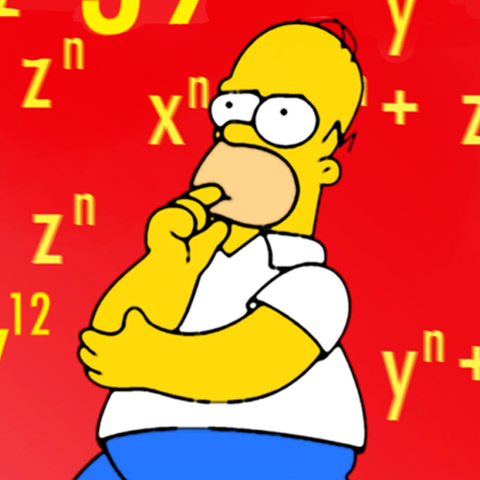 y
zⁿ
xⁿ + z
zⁿ
12
yⁿ +